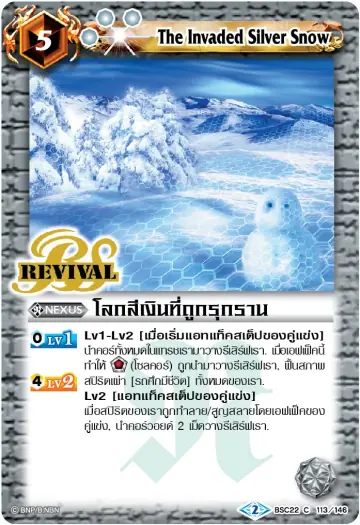 5
The Invaded Silver Snow
BS
REVIVAL
NEXUS โลกสีเงินที่ถูกรุกราน
0 LV1
Lv1-Lv2 [เมื่อเริ่มแอทแท็คสเต็ปของคู่แข่ง]
นำคอร์ทั้งหมดในแทรชเรามาวางรีเสิร์ฟเรา. เมื่อเอฟเฟ็คนี้
ทำให้ (โซลคอร์) ถูกนำมาวางรีเสิร์ฟเรา, ฟื้นสภาพ
สปิริตเผ่า [รถศึกมีชีวิต] ทั้งหมดของเรา.
4 LV2
Lv2 [แอทแท็คสเต็ปของคู่แข่ง]
เมื่อสปิริตของเราถูกทำลาย/สูญสลายโดยเอฟเฟ็คของ
คู่แข่ง, นำคอร์วอยด์ 2 เม็ดวางรีเสิร์ฟเรา.
©BNP/B,NBN
2 BSC22 C 113/146